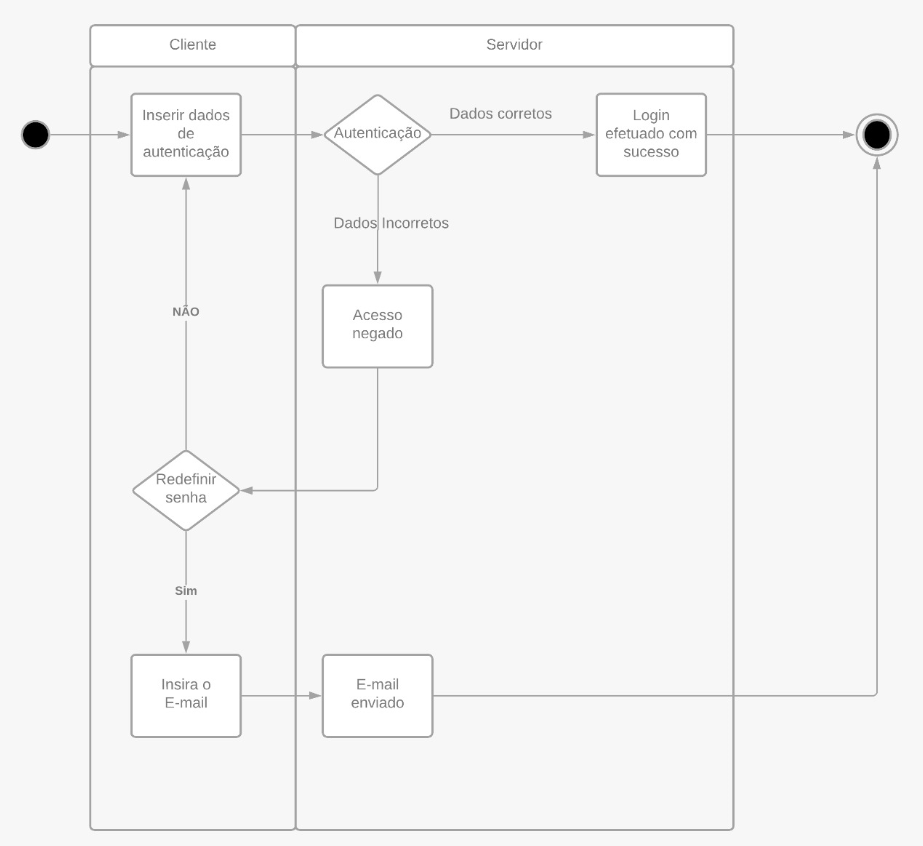 Cliente
Servidor
Inserir dados
de
autenticação
Autenticação
Dados corretos
Login
efetuado com
sucesso
Dados Incorretos
Acesso
negado
NÃO
Redefinir
senha
Sim
Insira o
E-mail
E-mail
enviado